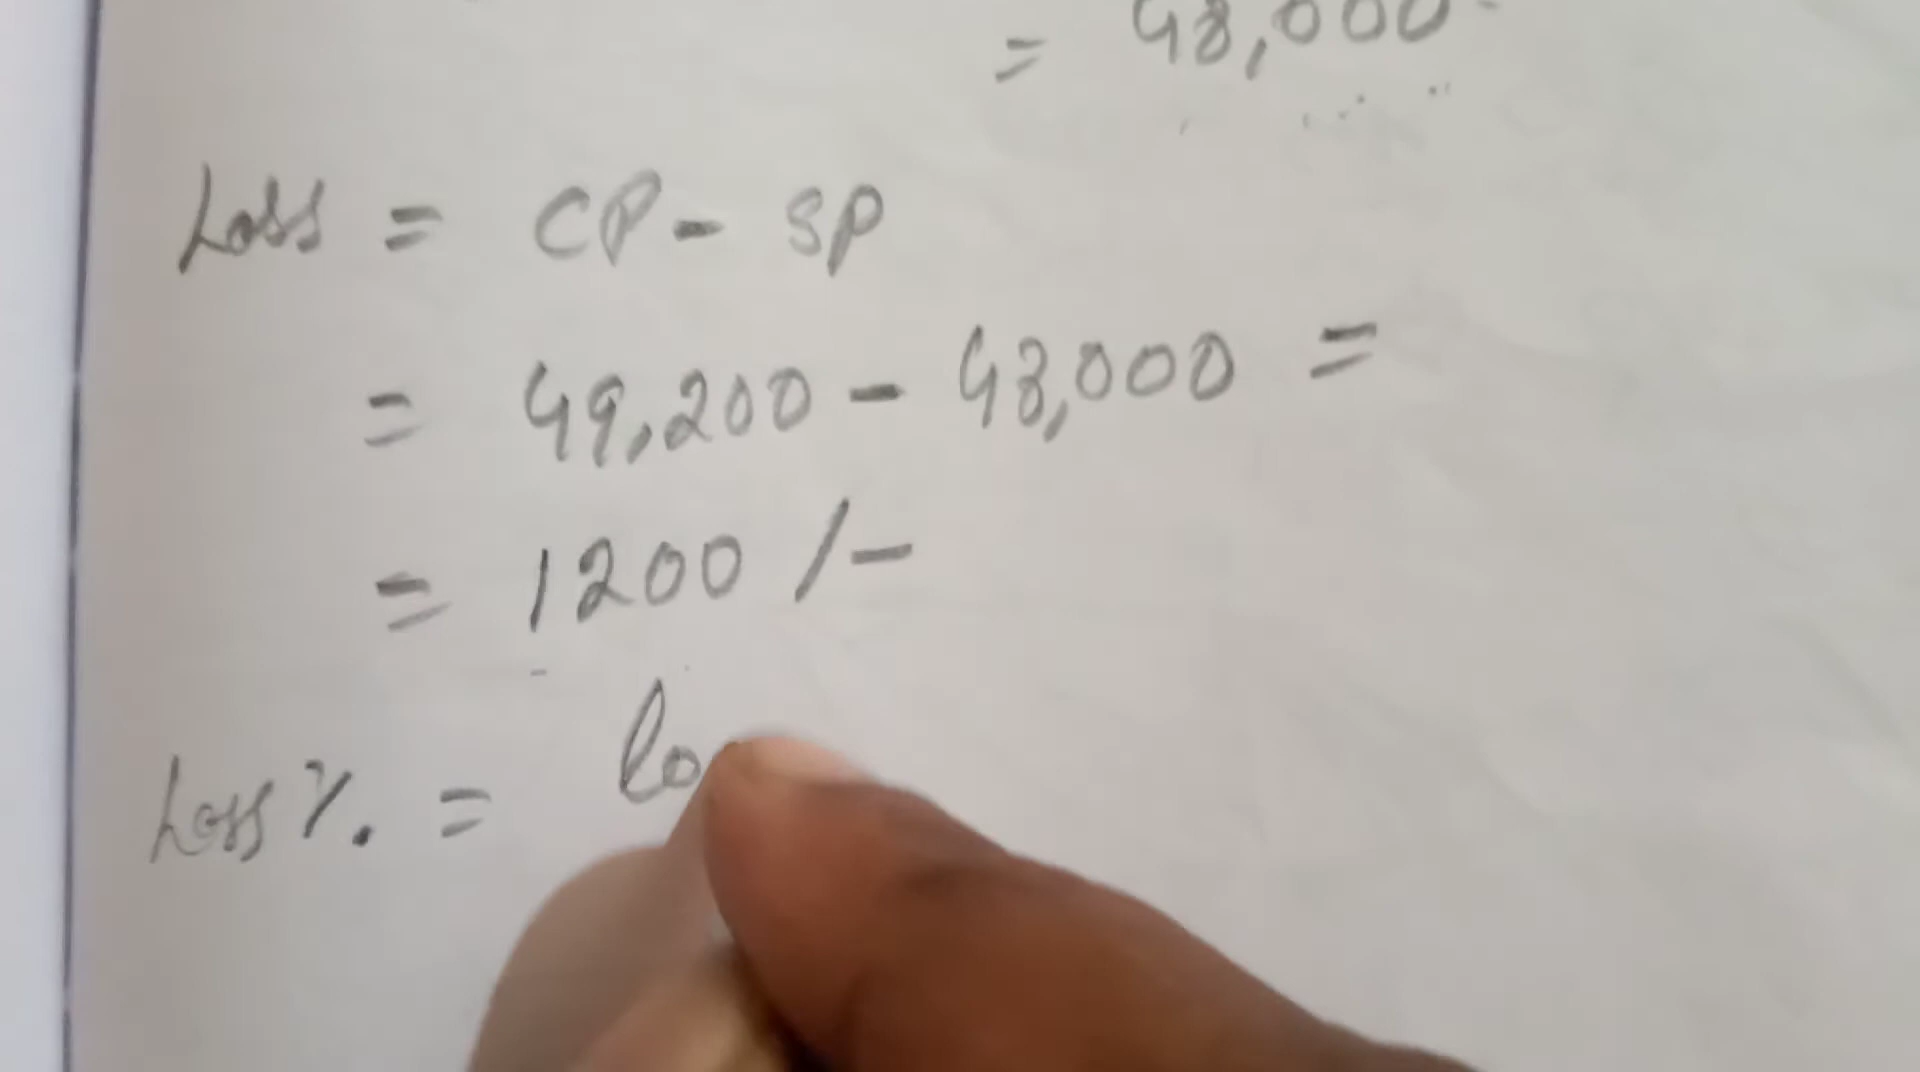 = 48,000
Loss = CP - SP
= 49,200 - 48,000 =
= 1200 /-
Loss %. = lo